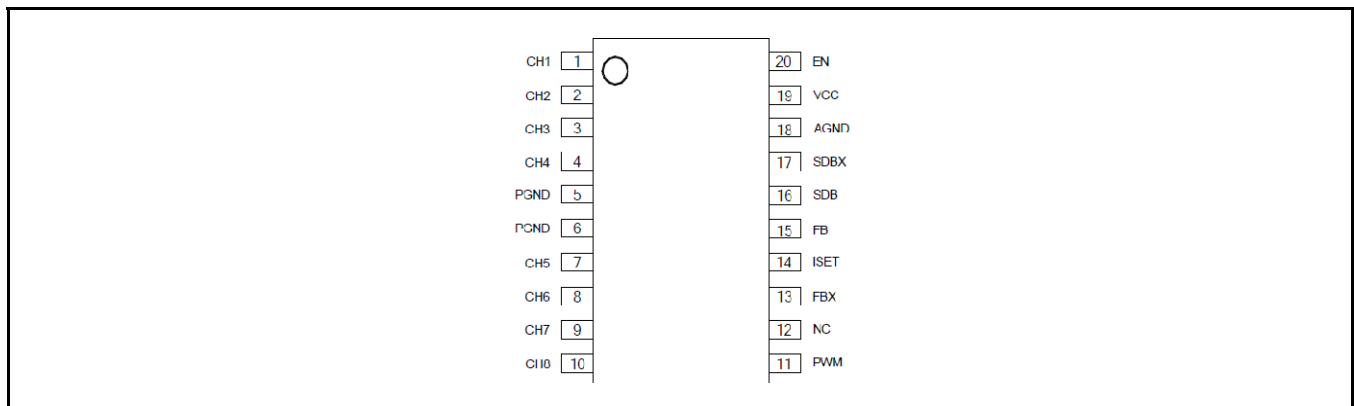 CH1 1 20 EN
CH2 2 19 VCC
CH3 3 18 AGND
CH4 4 17 SDBX
PGND 5 16 SDB
PGND 6 15 FB
CH5 7 14 ISET
CH6 8 13 FBX
CH7 9 12 NC
CH8 10 11 PWM